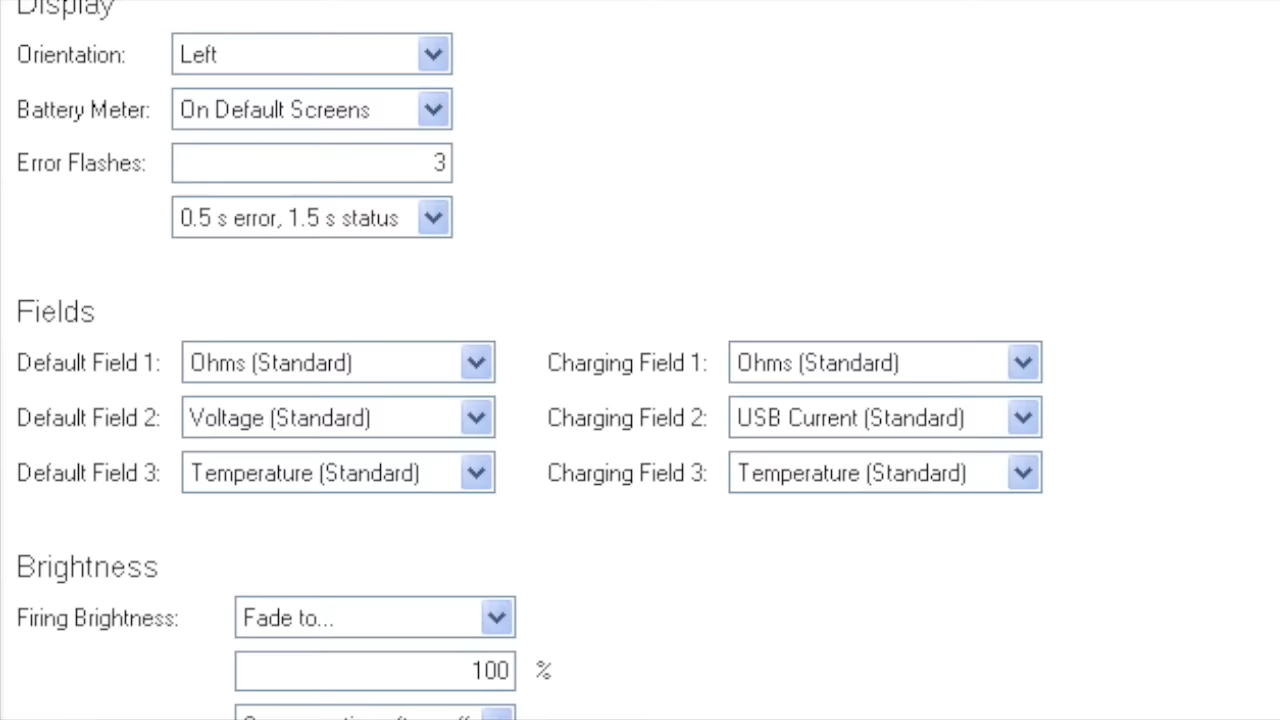 Display
Orientation: Left
Battery Meter: On Default Screens
Error Flashes: 3
0.5 s error, 1.5 s status
Fields
Default Field 1: Ohms (Standard) Charging Field 1: Ohms (Standard)
Default Field 2: Voltage (Standard) Charging Field 2: USB Current (Standard)
Default Field 3: Temperature (Standard) Charging Field 3: Temperature (Standard)
Brightness
Firing Brightness: Fade to...
100 %